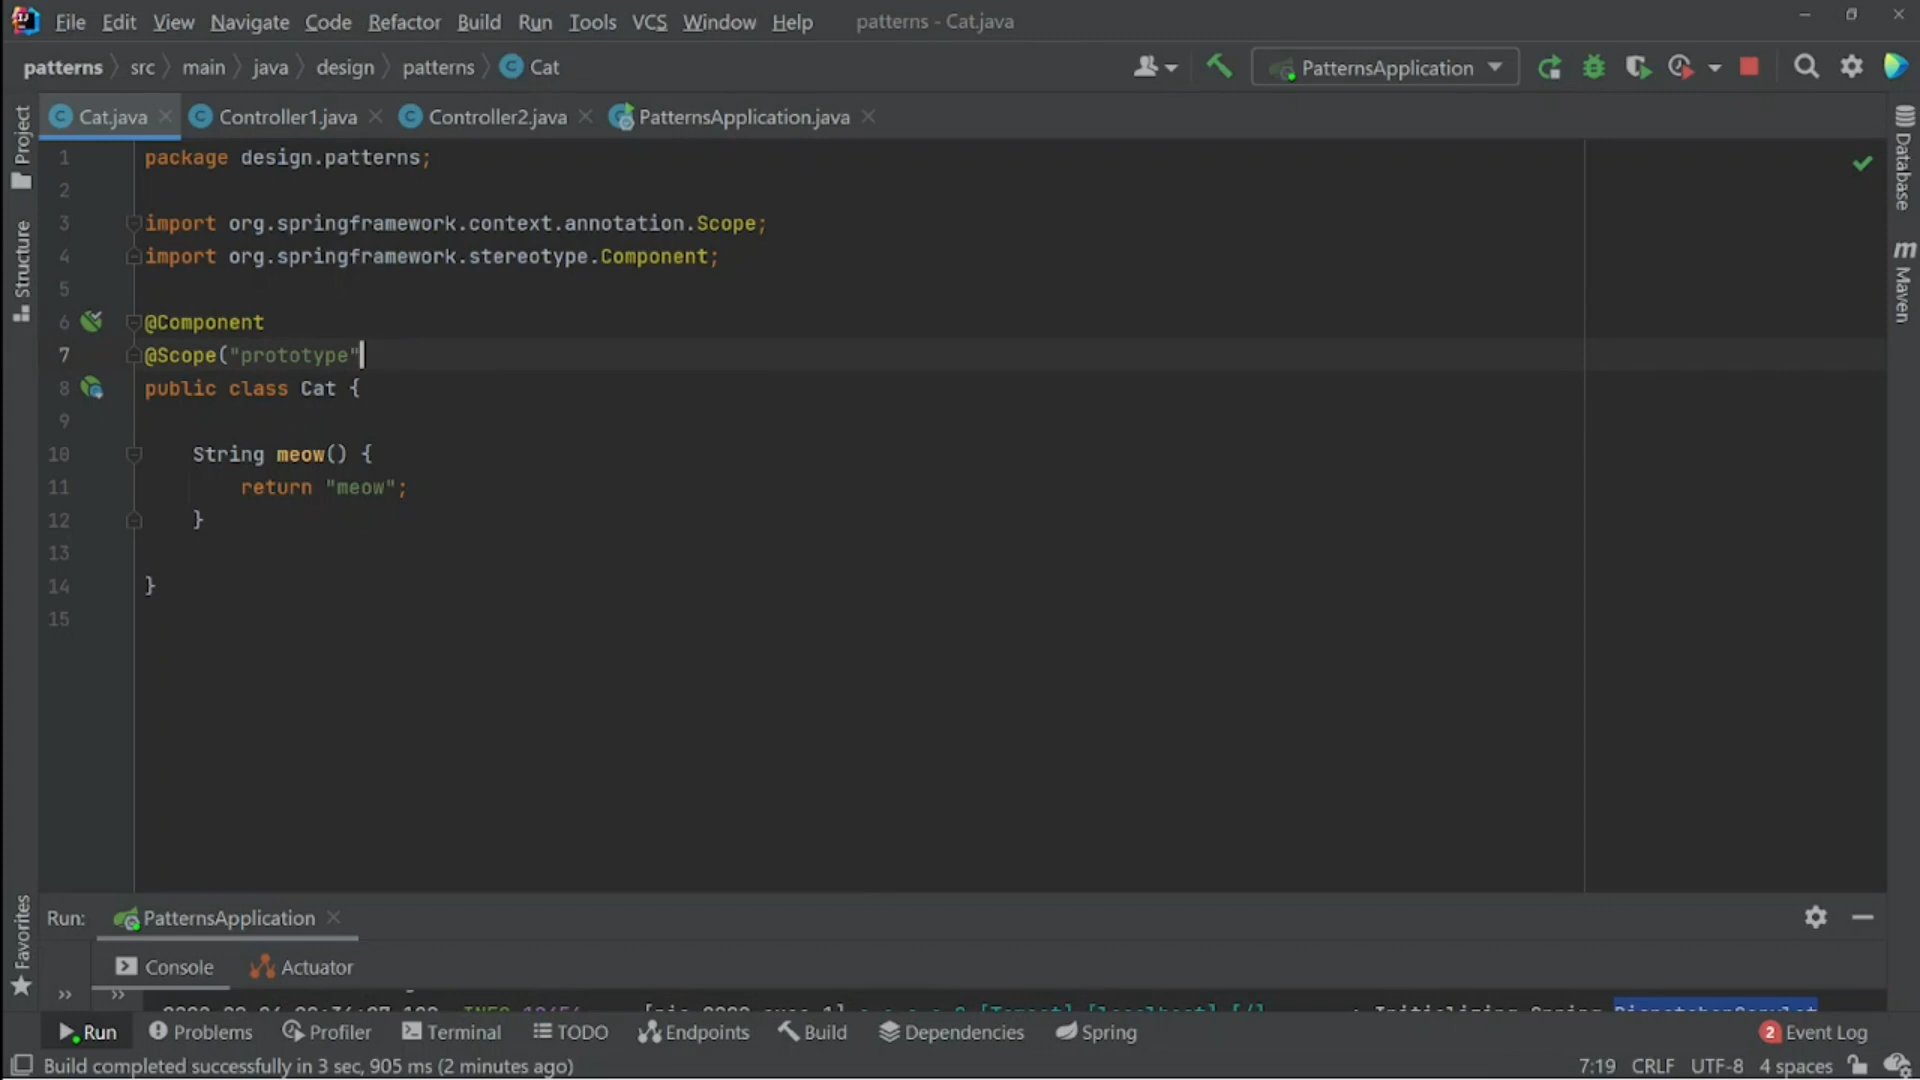 File Edit View Navigate Code Refactor Build Run Tools VCS Window Help patterns - Cat.java
patterns src main java design patterns Cat PatternsApplication
Cat.java Controller1.java Controller2.java PatternsApplication.java
Project
Structure
Favorites
Database
Maven
1 package design.patterns;
2
3 import org.springframework.context.annotation.Scope;
4 import org.springframework.stereotype.Component;
5
6 @Component
7 @Scope("prototype"
8 public class Cat {
9
10 String meow() {
11 return "meow";
12 }
13
14 }
15
Run: PatternsApplication
Console Actuator
: Initializing Spring DispatcherServlet
Run Problems Profiler Terminal TODO Endpoints Build Dependencies Spring 2 Event Log
Build completed successfully in 3 sec, 905 ms (2 minutes ago) 7:19 CRLF UTF-8 4 spaces